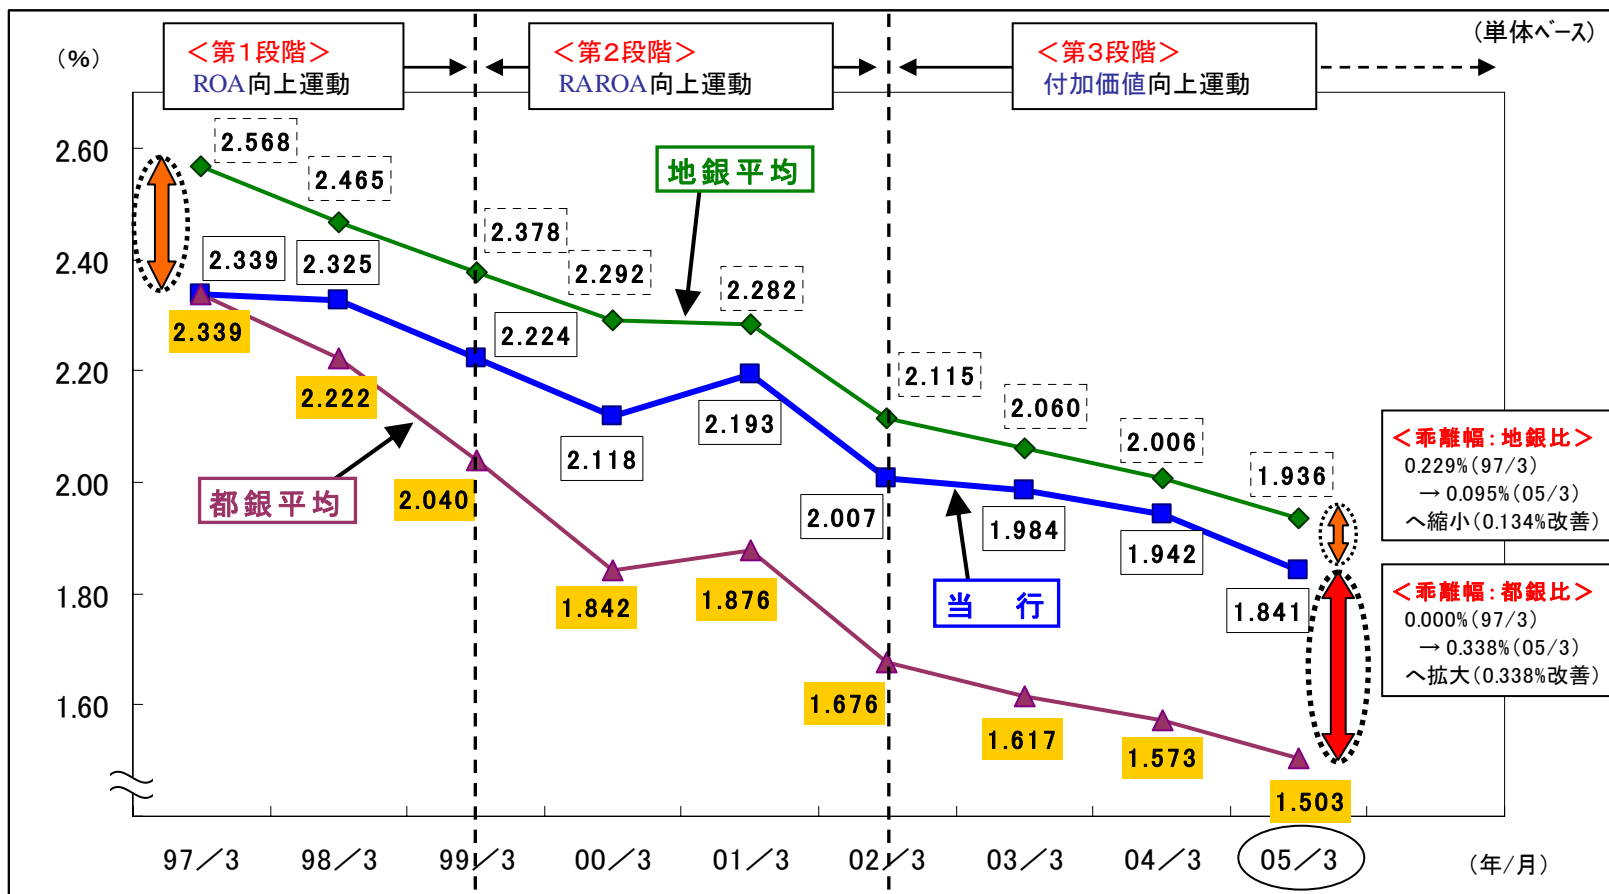 (単体ベース)
(%)
<第1段階>
ROA向上運動
<第2段階>
RAROA向上運動
<第3段階>
付加価値向上運動
2.60
2.40
2.20
2.00
1.80
1.60
地銀平均
2.568
2.465
2.378
2.292
2.282
2.115
2.060
2.006
1.936
当　行
2.339
2.325
2.224
2.118
2.193
2.007
1.984
1.942
1.841
都銀平均
2.339
2.222
2.040
1.842
1.876
1.676
1.617
1.573
1.503
<乖離幅:地銀比>
0.229%(97/3)
→ 0.095%(05/3)
へ縮小(0.134%改善)
<乖離幅:都銀比>
0.000%(97/3)
→ 0.338%(05/3)
へ拡大(0.338%改善)
97/3 98/3 99/3 00/3 01/3 02/3 03/3 04/3 05/3 (年/月)